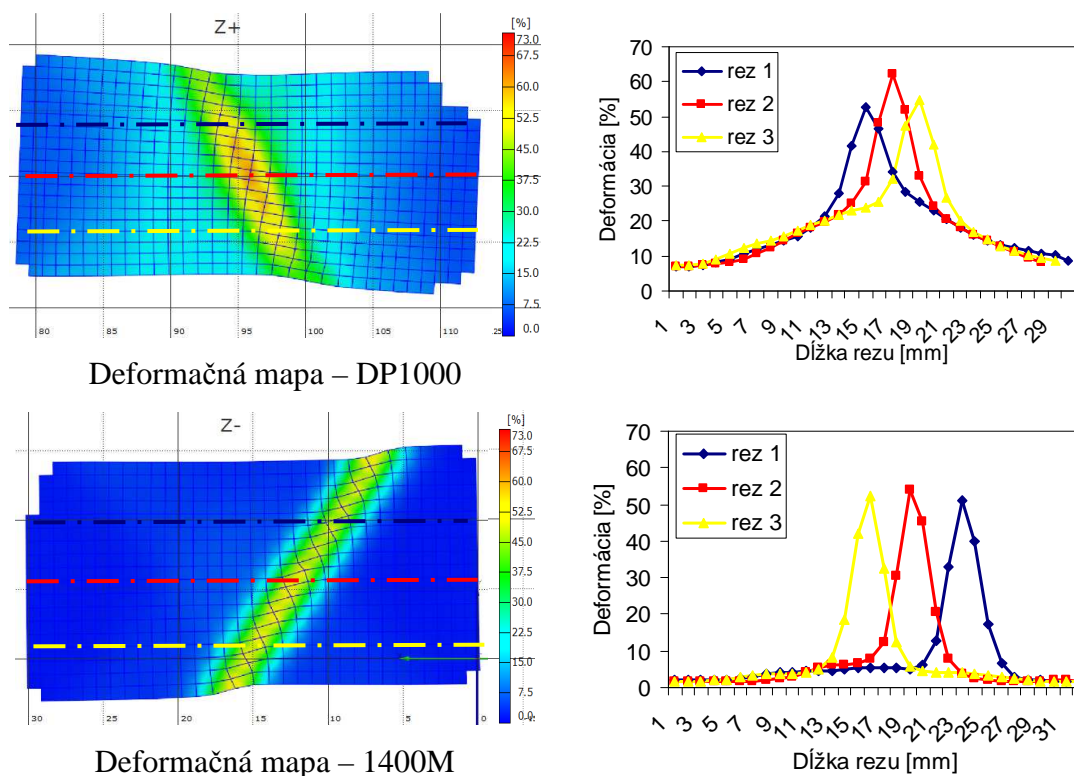 Z+
[%]
73.0
67.5
60.0
52.5
45.0
37.5
30.0
22.5
15.0
7.5
0.0
80 85 90 95 100 105 110
Deformačná mapa – DP1000
Deformácia [%]
70
60
50
40
30
20
10
0
rez 1
rez 2
rez 3
1 3 5 7 9 11 13 15 17 19 21 23 25 27 29
Dĺžka rezu [mm]
Z-
[%]
73.0
67.5
60.0
52.5
45.0
37.5
30.0
22.5
15.0
7.5
0.0
30 25 20 15 10 5 0
Deformačná mapa – 1400M
Deformácia [%]
70
60
50
40
30
20
10
0
rez 1
rez 2
rez 3
1 3 5 7 9 11 13 15 17 19 21 23 25 27 29 31
Dĺžka rezu [mm]